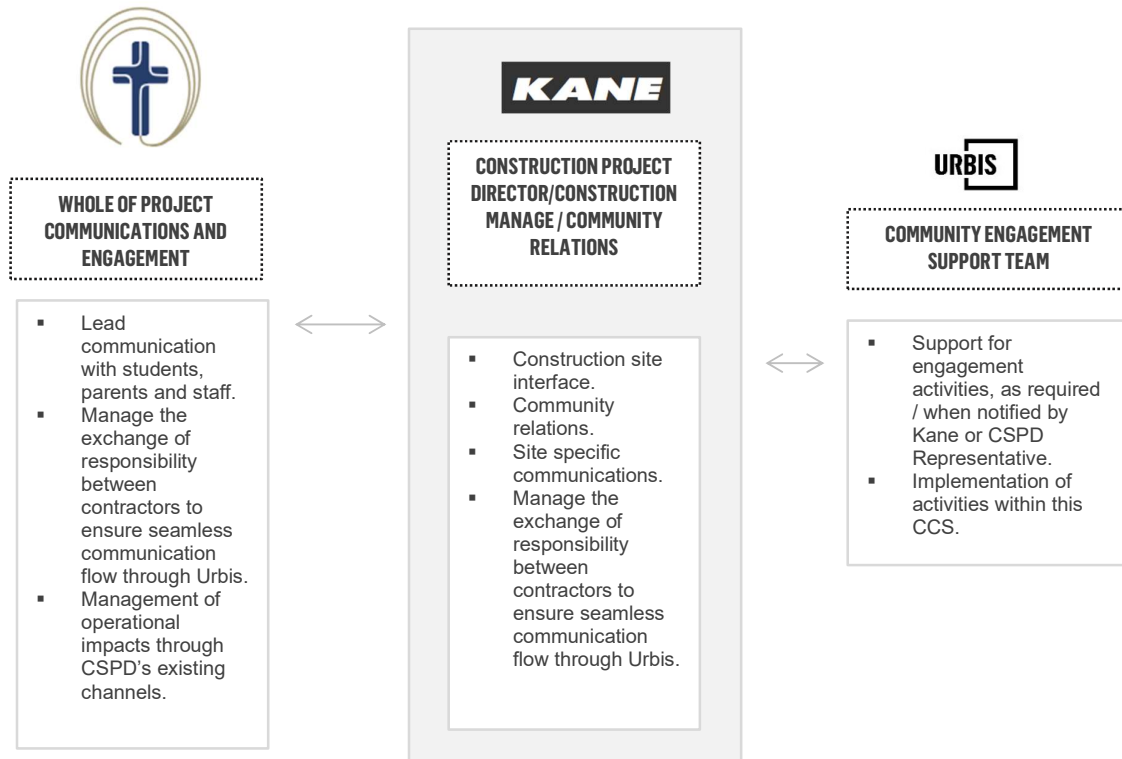 WHOLE OF PROJECT
COMMUNICATIONS AND
ENGAGEMENT
▪ Lead
communication
with students,
parents and staff.
▪ Manage the
exchange of
responsibility
between
contractors to
ensure seamless
communication
flow through Urbis.
▪ Management of
operational
impacts through
CSPD’s existing
channels.
KANE
CONSTRUCTION PROJECT
DIRECTOR/CONSTRUCTION
MANAGE / COMMUNITY
RELATIONS
▪ Construction site
interface.
▪ Community
relations.
▪ Site specific
communications.
▪ Manage the
exchange of
responsibility
between
contractors to
ensure seamless
communication
flow through Urbis.
URBIS
COMMUNITY ENGAGEMENT
SUPPORT TEAM
▪ Support for
engagement
activities, as required
/ when notified by
Kane or CSPD
Representative.
▪ Implementation of
activities within this
CCS.